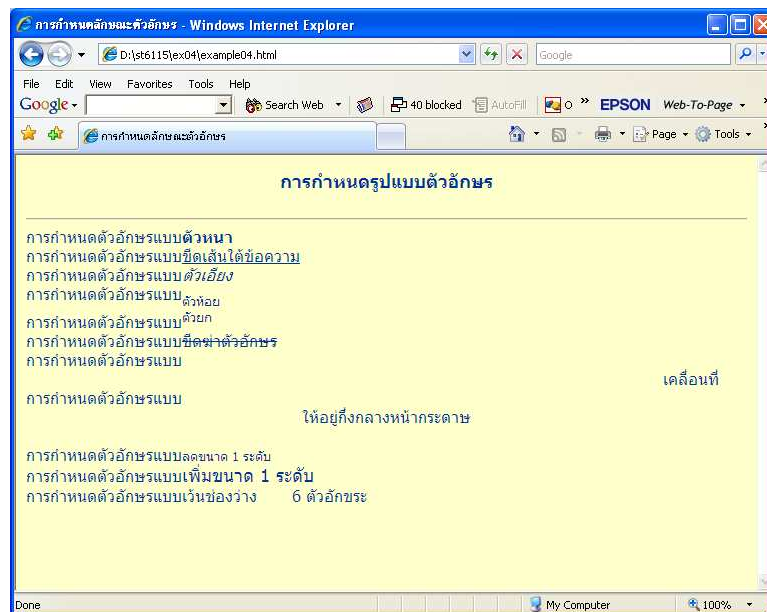 การกำหนดลักษณะตัวอักษร - Windows Internet Explorer
D:\st6115\ex04\example04.html
Google
File Edit View Favorites Tools Help
Google Search Web 40 blocked AutoFill O » EPSON Web-To-Page
การกำหนดลักษณะตัวอักษร Page Tools
การกำหนดรูปแบบตัวอักษร
การกำหนดตัวอักษรแบบตัวหนา
การกำหนดตัวอักษรแบบขีดเส้นใต้ข้อความ
การกำหนดตัวอักษรแบบตัวเอียง
การกำหนดตัวอักษรแบบตัวห้อย
การกำหนดตัวอักษรแบบตัวยก
การกำหนดตัวอักษรแบบขีดฆ่าตัวอักษร
การกำหนดตัวอักษรแบบ
เคลื่อนที่
การกำหนดตัวอักษรแบบ
ให้อยู่กึ่งกลางหน้ากระดาษ
การกำหนดตัวอักษรแบบลดขนาด 1 ระดับ
การกำหนดตัวอักษรแบบเพิ่มขนาด 1 ระดับ
การกำหนดตัวอักษรแบบเว้นช่องว่าง 6 ตัวอักขระ
Done My Computer 100%